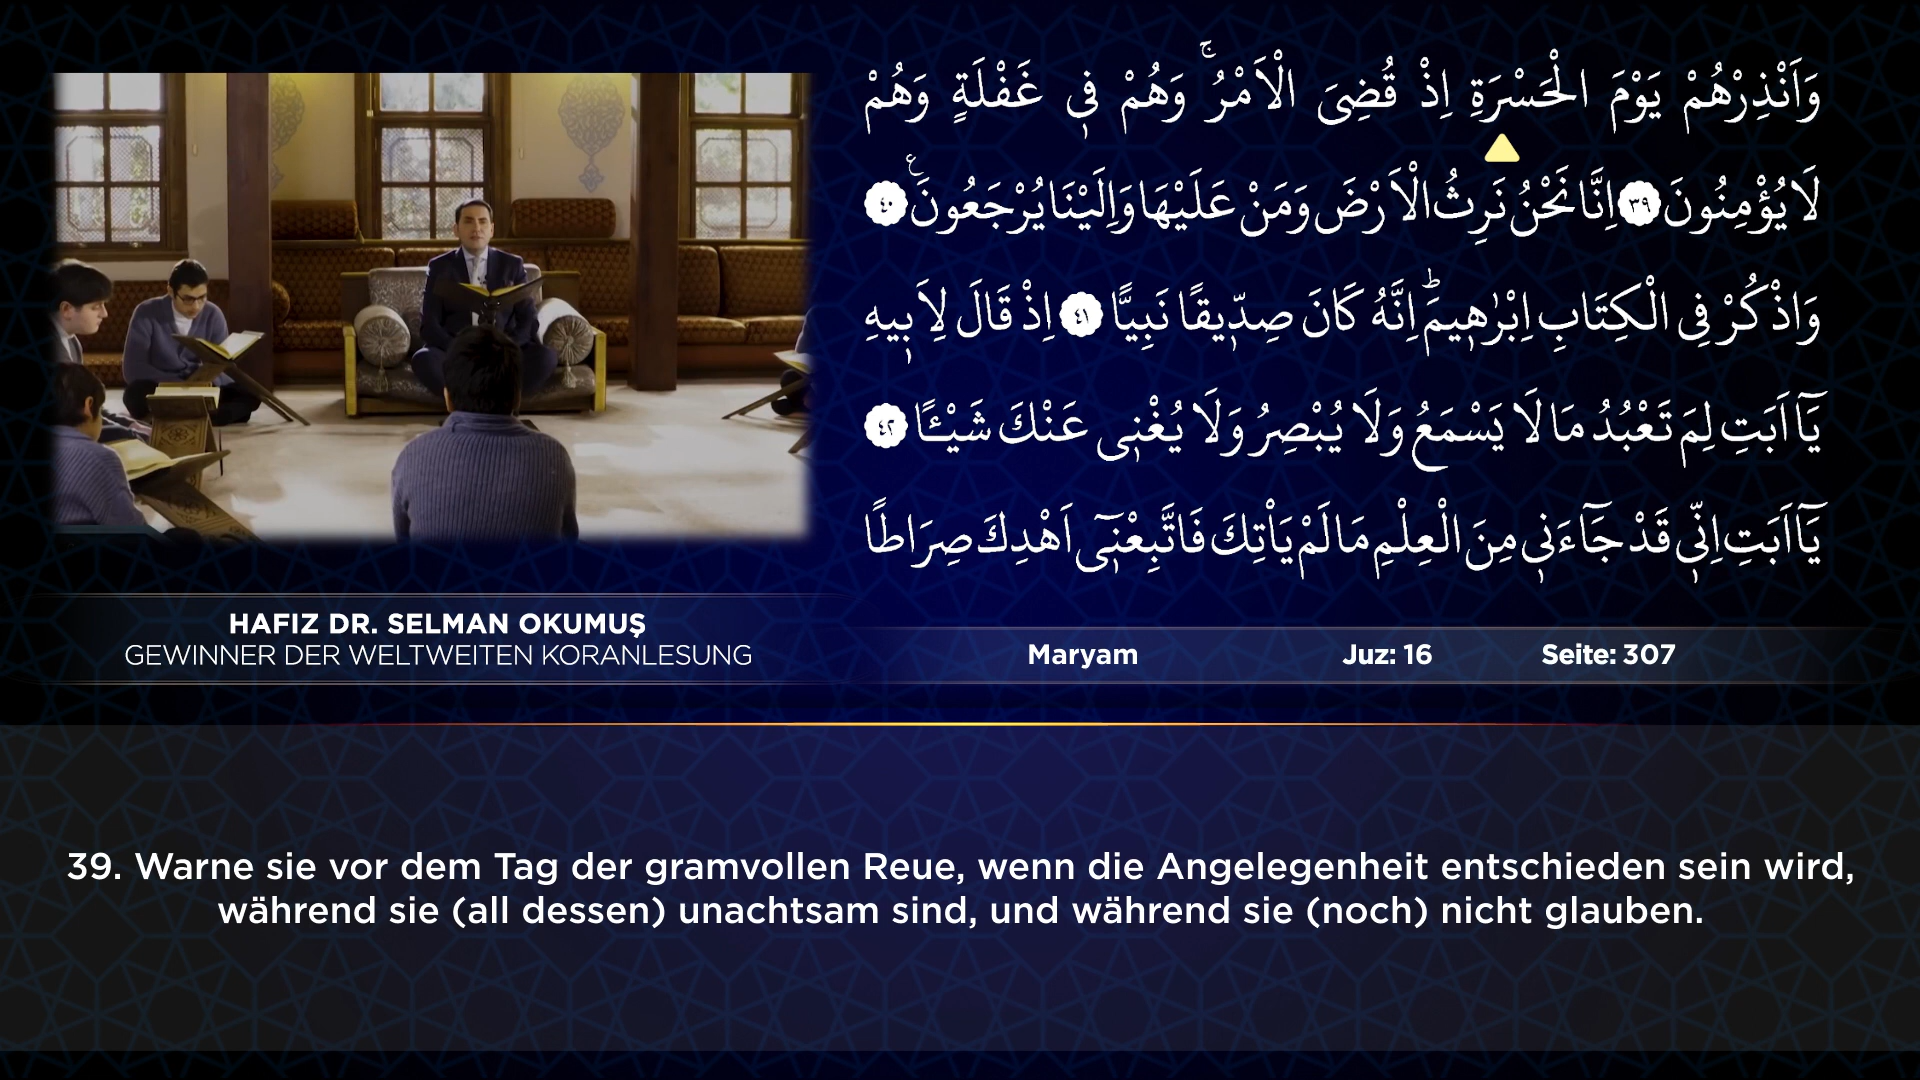 وَاَنْذِرْهُمْ يَوْمَ الْحَسْرَةِ اِذْ قُضِىَ الْاَمْرُۚ وَهُمْ فٖى غَفْلَةٍ وَهُمْ
لَا يُؤْمِنُونَ ٣٩ اِنَّا نَحْنُ نَرِثُ الْاَرْضَ وَمَنْ عَلَيْهَا وَاِلَيْنَا يُرْجَعُونَ ع ٤٠
وَاذْكُرْ فِى الْكِتَابِ اِبْرٰهٖيمَؕ اِنَّهُ كَانَ صِدّٖيقًا نَبِيًّا ٤١ اِذْ قَالَ لِاَبٖيهِ
يَٓا اَبَتِ لِمَ تَعْبُدُ مَا لَا يَسْمَعُ وَلَا يُبْصِرُ وَلَا يُغْنٖى عَنْكَ شَيْـًٔا ٤٢
يَٓا اَبَتِ اِنّٖى قَدْ جَٓاءَنٖى مِنَ الْعِلْمِ مَا لَمْ يَاْتِكَ فَاتَّبِعْنٖٓى اَهْدِكَ صِرَاطًا
HAFIZ DR. SELMAN OKUMUŞ
GEWINNER DER WELTWEITEN KORANLESUNG
Maryam Juz: 16 Seite: 307
39. Warne sie vor dem Tag der gramvollen Reue, wenn die Angelegenheit entschieden sein wird,
während sie (all dessen) unachtsam sind, und während sie (noch) nicht glauben.